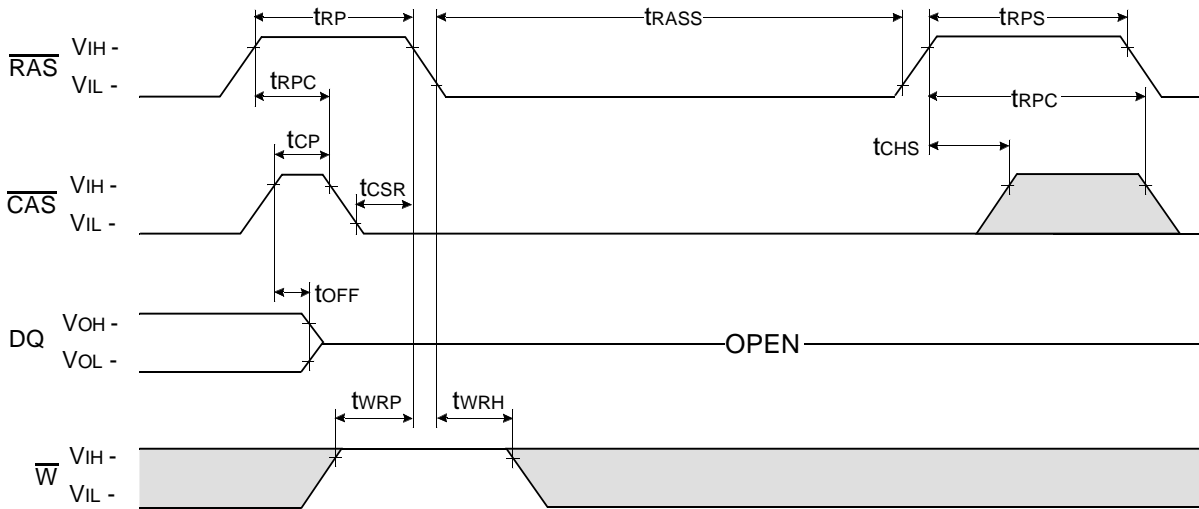 tRP
tRASS
tRPS
RAS
VIH -
VIL -
tRPC
tRPC
tCP
tCHS
CAS
VIH -
VIL -
tCSR
tOFF
DQ
VOH -
VOL -
OPEN
tWRP
tWRH
W
VIH -
VIL -